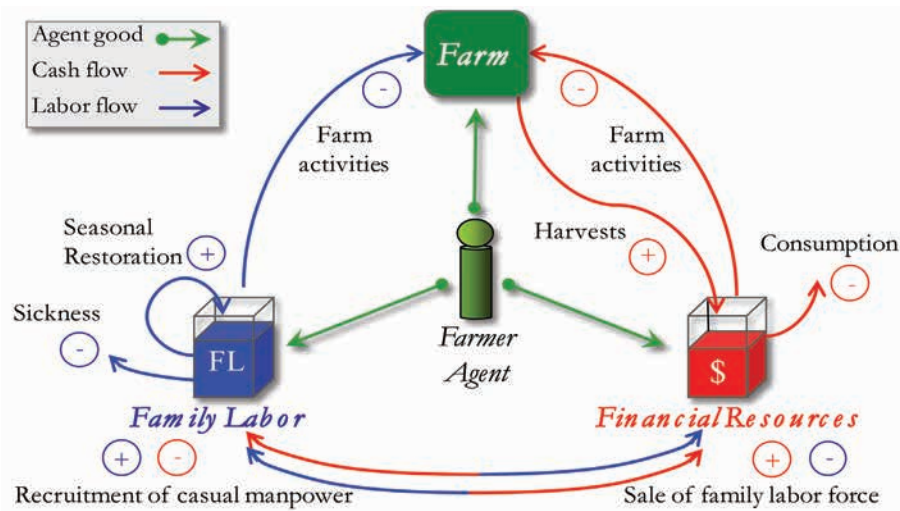 Agent good
Cash flow
Labor flow
Farm
-
-
Farm
activities
Farm
activities
Seasonal
Restoration
+
Harvests
+
Consumption
-
Sickness
-
FL
Farmer
Agent
$
Family Labor
Financial Resources
+ -
+ -
Recruitment of casual manpower
Sale of family labor force